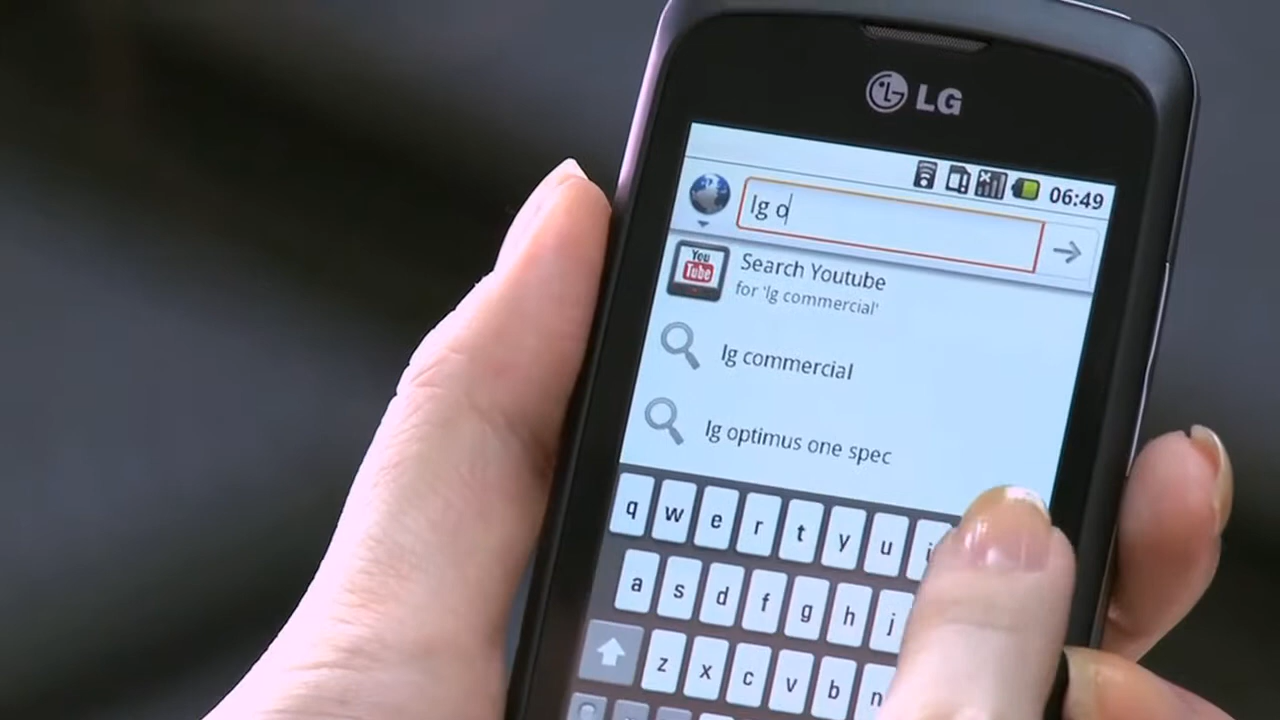 LG
06:49
lg o
You
Tube
Search Youtube
for 'lg commercial'
lg commercial
lg optimus one spec
q w e r t y u i
a s d f g h j
z x c v b n